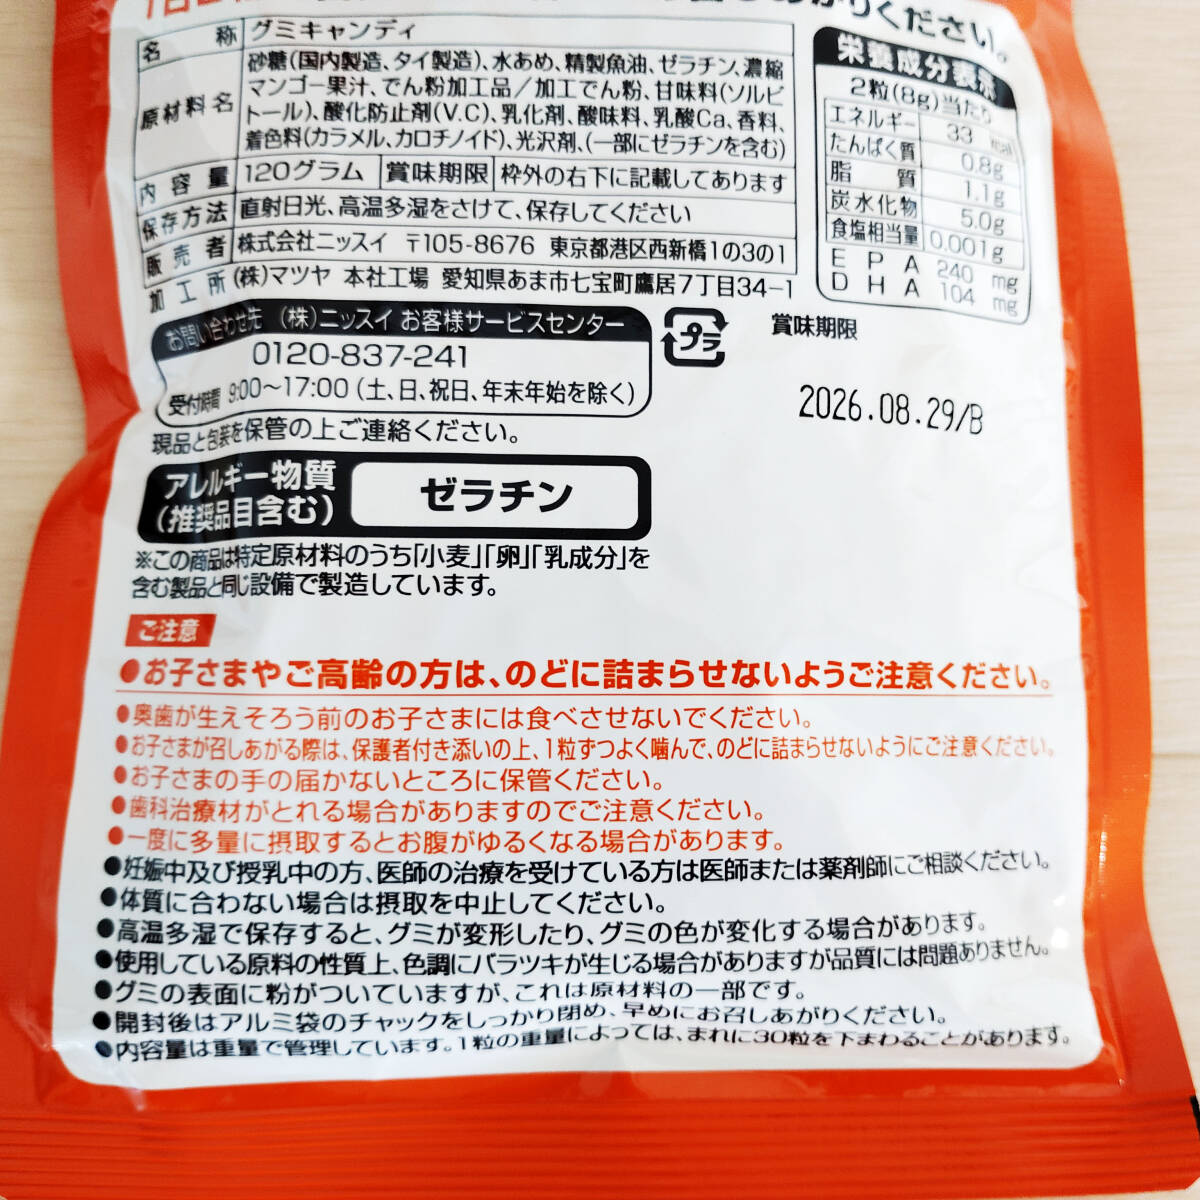 ください。
名称 グミキャンディ
原材料名 砂糖(国内製造、タイ製造)、水あめ、精製魚油、ゼラチン、濃縮
マンゴー果汁、でん粉加工品/加工でん粉、甘味料(ソルビ
トール)、酸化防止剤(V.C)、乳化剤、酸味料、乳酸Ca、香料、
着色料(カラメル、カロチノイド)、光沢剤、(一部にゼラチンを含む)
内容量 120グラム 賞味期限 枠外の右下に記載してあります
保存方法 直射日光、高温多湿をさけて、保存してください
販売者 株式会社ニッスイ 〒105-8676 東京都港区西新橋1の3の1
加工所 (株)マツヤ 本社工場 愛知県あま市七宝町鷹居7丁目34-1
栄養成分表示
2粒(8g)当たり
エネルギー 33 kcal
たんぱく質 0.8g
脂質 1.1g
炭水化物 5.0g
食塩相当量 0.001g
EPA 240 mg
DHA 104 mg
お問い合わせ先 (株)ニッスイ お客様サービスセンター
0120-837-241
受付時間 9:00~17:00(土、日、祝日、年末年始を除く)
現品と包装を保管の上ご連絡ください。
プラ
賞味期限
2026.08.29/B
アレルギー物質
(推奨品目含む)
ゼラチン
※この商品は特定原材料のうち「小麦」「卵」「乳成分」を
含む製品と同じ設備で製造しています。
ご注意
●お子さまやご高齢の方は、のどに詰まらせないようご注意ください。
●奥歯が生えそろう前のお子さまには食べさせないでください。
●お子さまが召しあがる際は、保護者付き添いの上、1粒ずつよく噛んで、のどに詰まらせないようにご注意ください。
●お子さまの手の届かないところに保管ください。
●歯科治療材がとれる場合がありますのでご注意ください。
●一度に多量に摂取するとお腹がゆるくなる場合があります。
●妊娠中及び授乳中の方、医師の治療を受けている方は医師または薬剤師にご相談ください。
●体質に合わない場合は摂取を中止してください。
●高温多湿で保存すると、グミが変形したり、グミの色が変化する場合があります。
●使用している原料の性質上、色調にバラツキが生じる場合がありますが品質には問題ありません。
●グミの表面に粉がついていますが、これは原材料の一部です。
●開封後はアルミ袋のチャックをしっかり閉め、早めにお召しあがりください。
●内容量は重量で管理しています。1粒の重量によっては、まれに30粒を下まわることがあります。